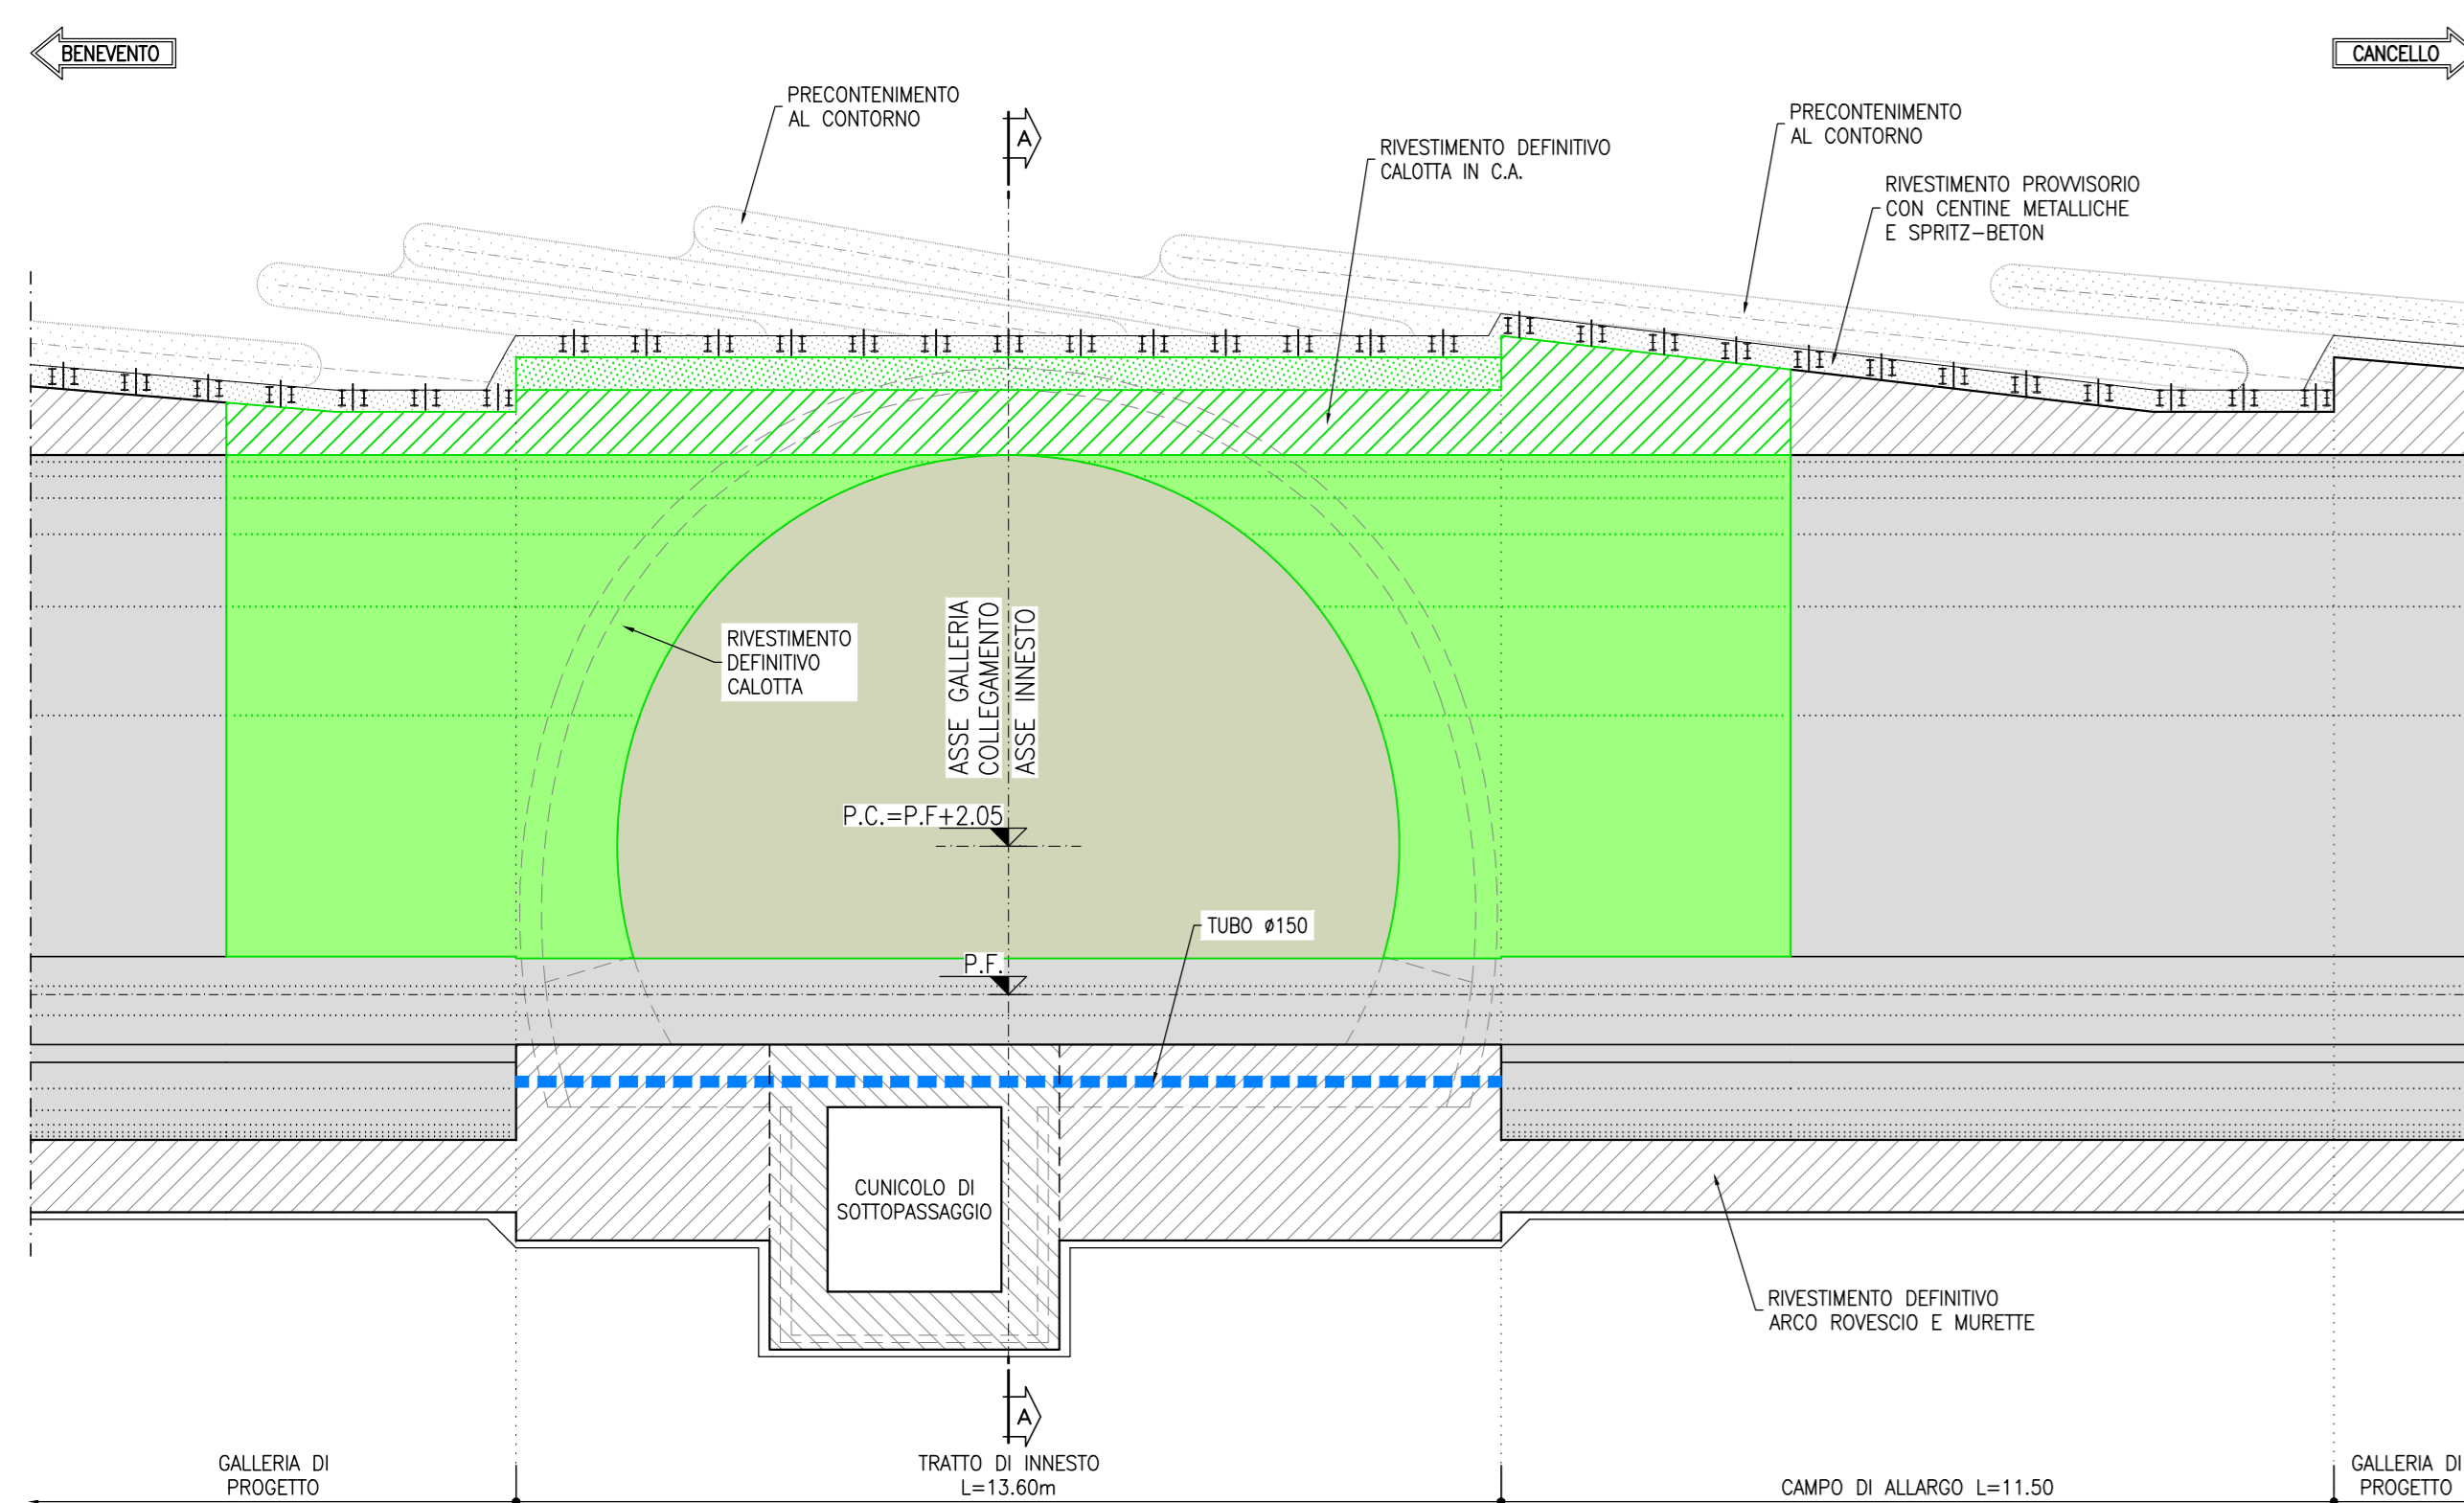 BENEVENTO
CANCELLO
PRECONTENIMENTO
AL CONTORNO
A
RIVESTIMENTO DEFINITIVO
CALOTTA IN C.A.
PRECONTENIMENTO
AL CONTORNO
RIVESTIMENTO PROVVISORIO
CON CENTINE METALLICHE
E SPRITZ-BETON
RIVESTIMENTO
DEFINITIVO
CALOTTA
ASSE GALLERIA
COLLEGAMENTO
ASSE INNESTO
P.C.=P.F+2.05
TUBO ø150
P.F.
CUNICOLO DI
SOTTOPASSAGGIO
RIVESTIMENTO DEFINITIVO
ARCO ROVESCIO E MURETTE
A
GALLERIA DI
PROGETTO
TRATTO DI INNESTO
L=13.60m
CAMPO DI ALLARGO L=11.50
GALLERIA DI
PROGETTO